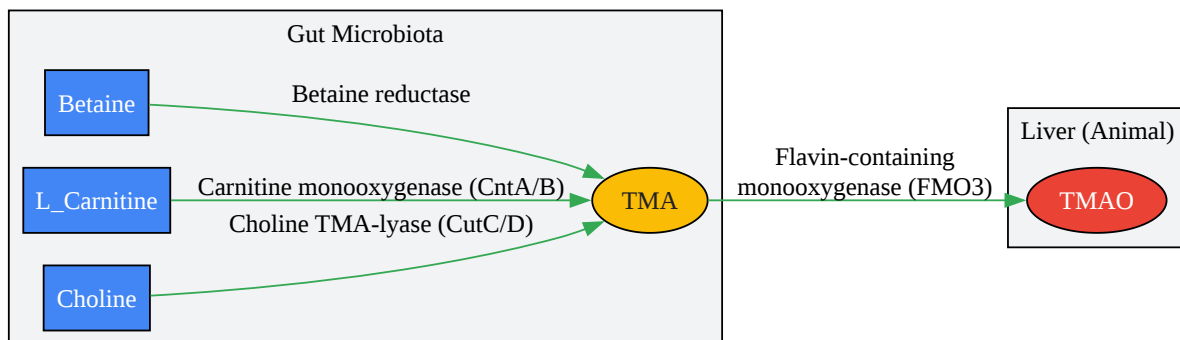 Gut Microbiota
Betaine
Betaine reductase
L_Carnitine
Carnitine monooxygenase (CntA/B)
Choline TMA-lyase (CutC/D)
Choline
TMA
Flavin-containing
monooxygenase (FMO3)
Liver (Animal)
TMAO